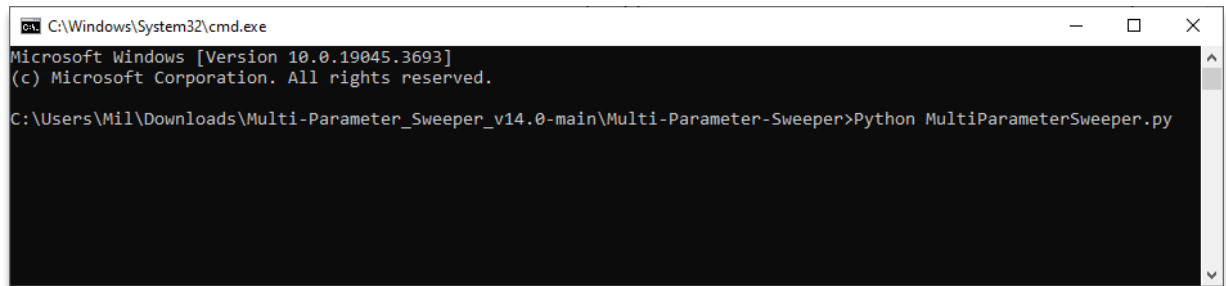 C:\Windows\System32\cmd.exe
Microsoft Windows [Version 10.0.19045.3693]
(c) Microsoft Corporation. All rights reserved.
C:\Users\Mil\Downloads\Multi-Parameter_Sweeper_v14.0-main\Multi-Parameter-Sweeper>Python MultiParameterSweeper.py